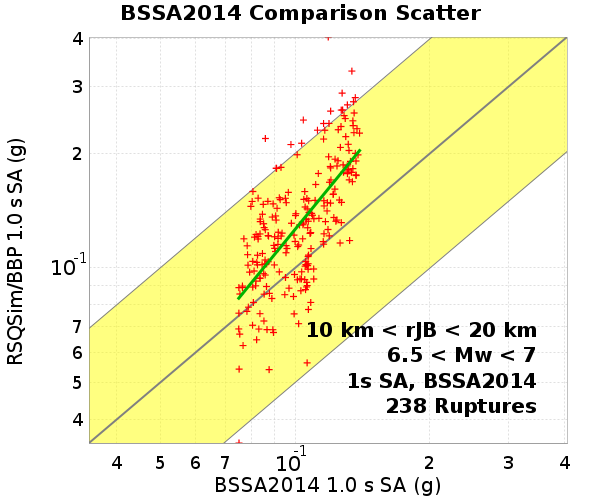 BSSA2014 Comparison Scatter
RSQSim/BBP 1.0 s SA (g)
4
3
2
10-1
7
6
5
4
10 km < rJB < 20 km
6.5 < Mw < 7
1s SA, BSSA2014
238 Ruptures
4 5 6 7 10-1 2 3 4
BSSA2014 1.0 s SA (g)